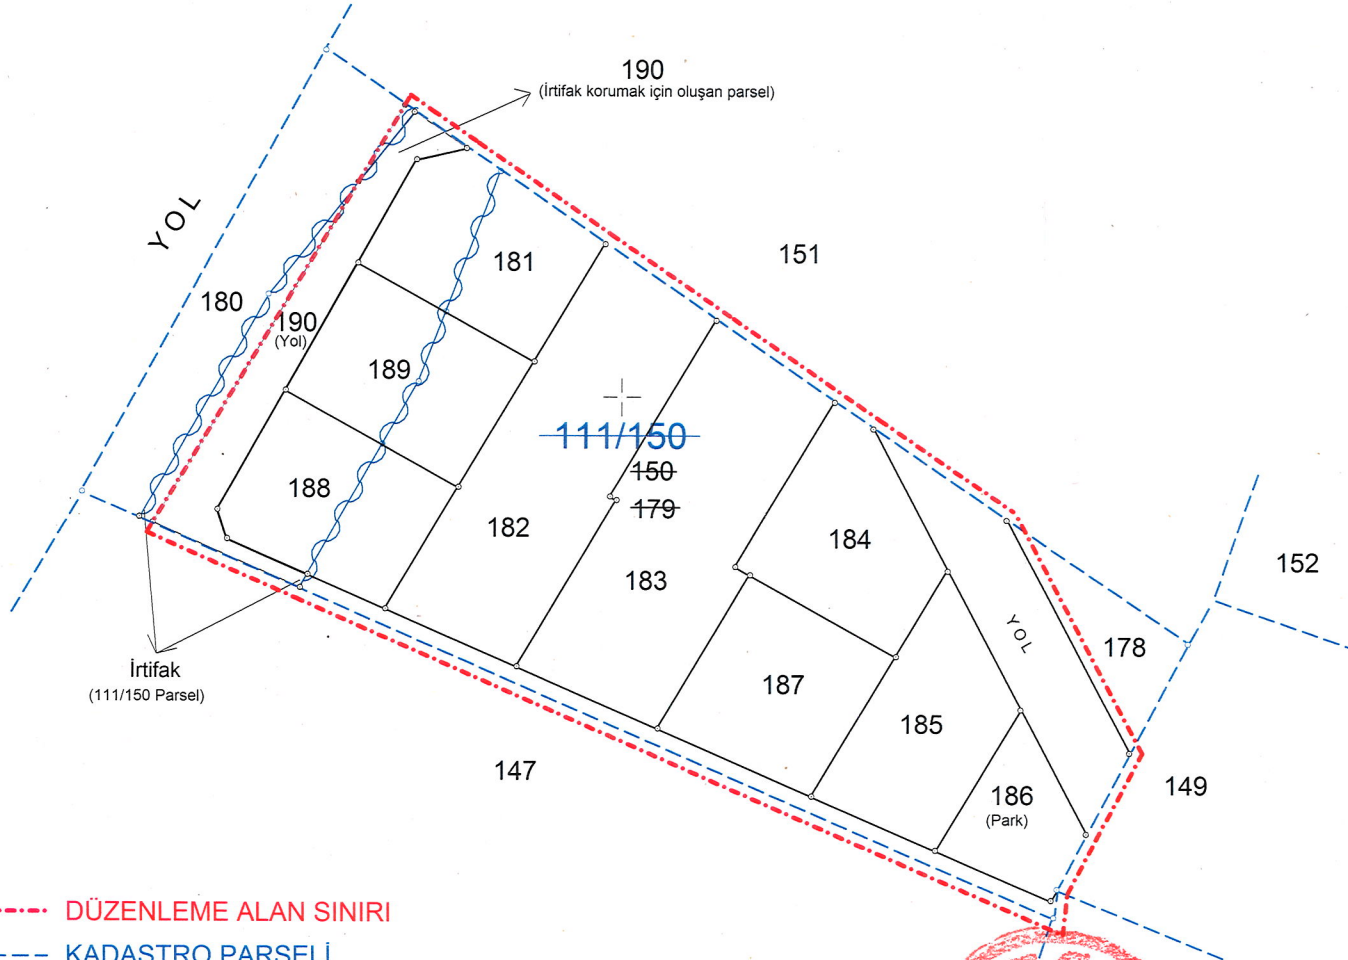 190
(İrtifak korumak için oluşan parsel)
YOL
151
181
180
190
(Yol)
189
111/150
150
179
188
182
183
184
152
YOL
178
İrtifak
(111/150 Parsel)
187
185
147
186
(Park)
149
DÜZENLEME ALAN SINIRI
KADASTRO PARSELİ